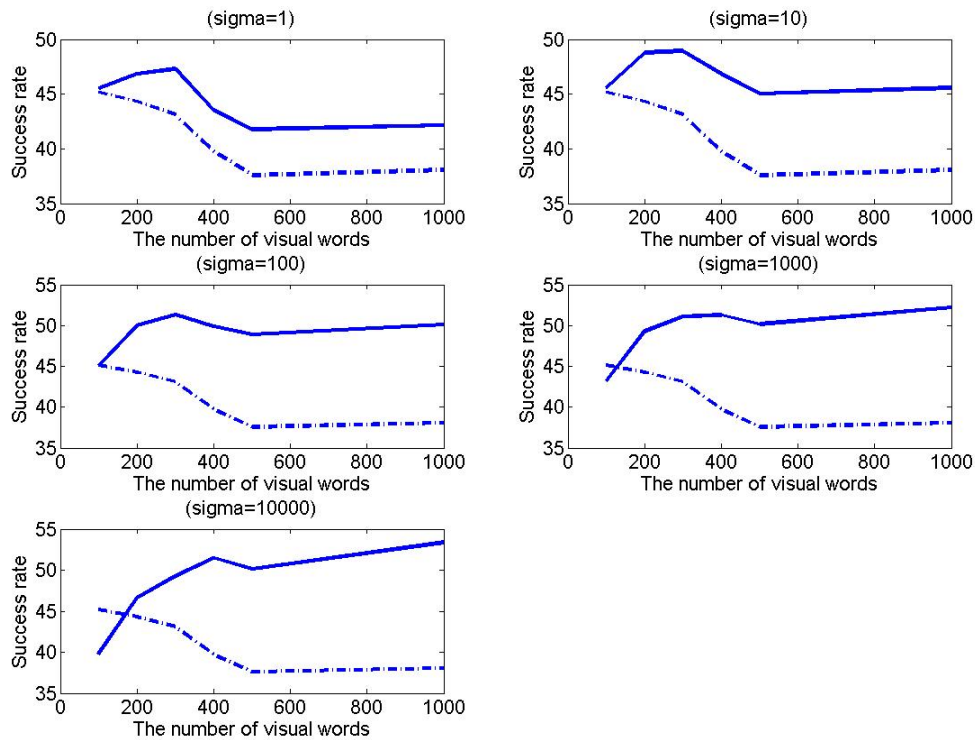 (sigma=1)
50
45
40
35
Success rate
0 200 400 600 800 1000
The number of visual words
(sigma=10)
50
45
40
35
Success rate
0 200 400 600 800 1000
The number of visual words
(sigma=100)
55
50
45
40
35
Success rate
0 200 400 600 800 1000
The number of visual words
(sigma=1000)
55
50
45
40
35
Success rate
0 200 400 600 800 1000
The number of visual words
(sigma=10000)
55
50
45
40
35
Success rate
0 200 400 600 800 1000
The number of visual words